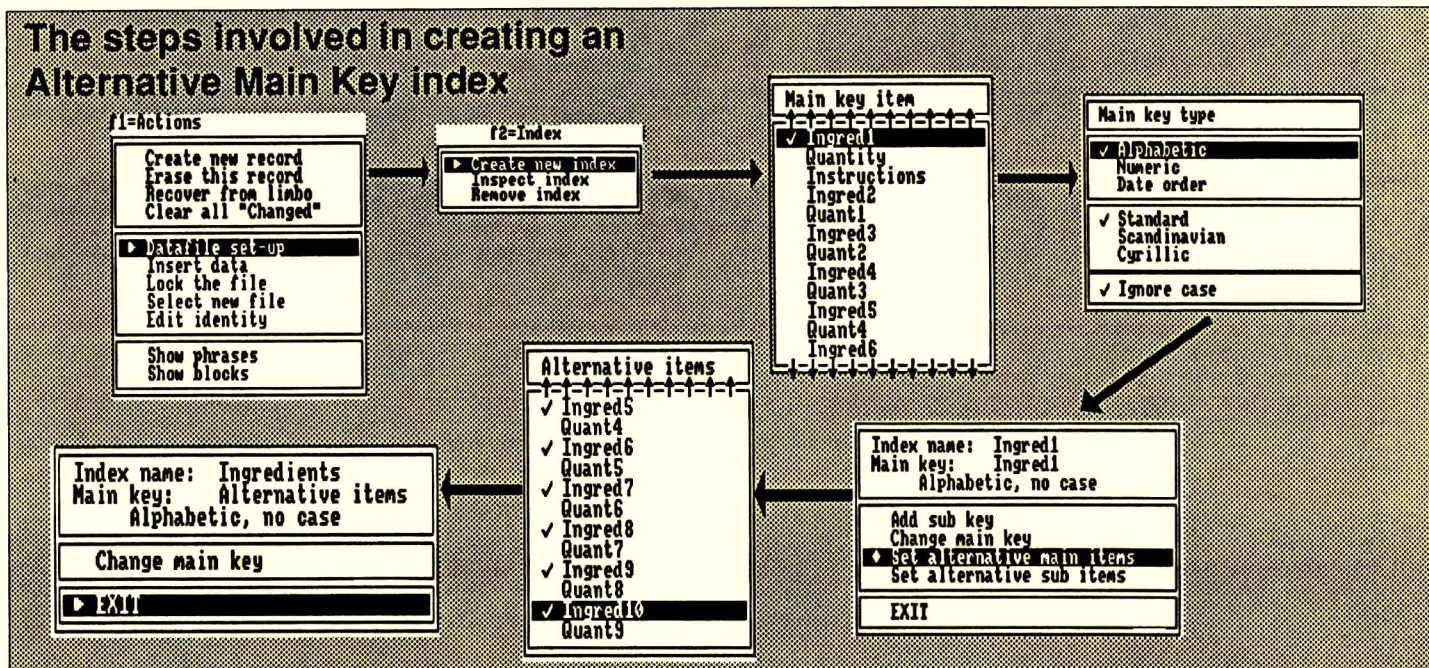 The steps involved in creating an
Alternative Main Key index
f1=Actions
Create new record
Erase this record
Recover from limbo
Clear all "Changed"
Datafile set-up
Insert data
Lock the file
Select new file
Edit identity
Show phrases
Show blocks
f2=Index
Create new index
Inspect index
Remove index
Main key item
✓ Ingred1
Quantity
Instructions
Ingred2
Quant1
Ingred3
Quant2
Ingred4
Quant3
Ingred5
Quant4
Ingred6
Main key type
✓ Alphabetic
Numeric
Date order
✓ Standard
Scandinavian
Cyrillic
✓ Ignore case
Index name: Ingred1
Main key: Ingred1
Alphabetic, no case
Add sub key
Change main key
Set alternative main items
Set alternative sub items
EXIT
Alternative items
✓ Ingred5
Quant4
✓ Ingred6
Quant5
✓ Ingred7
Quant6
✓ Ingred8
Quant7
✓ Ingred9
Quant8
✓ Ingred10
Quant9
Index name: Ingredients
Main key: Alternative items
Alphabetic, no case
Change main key
EXIT